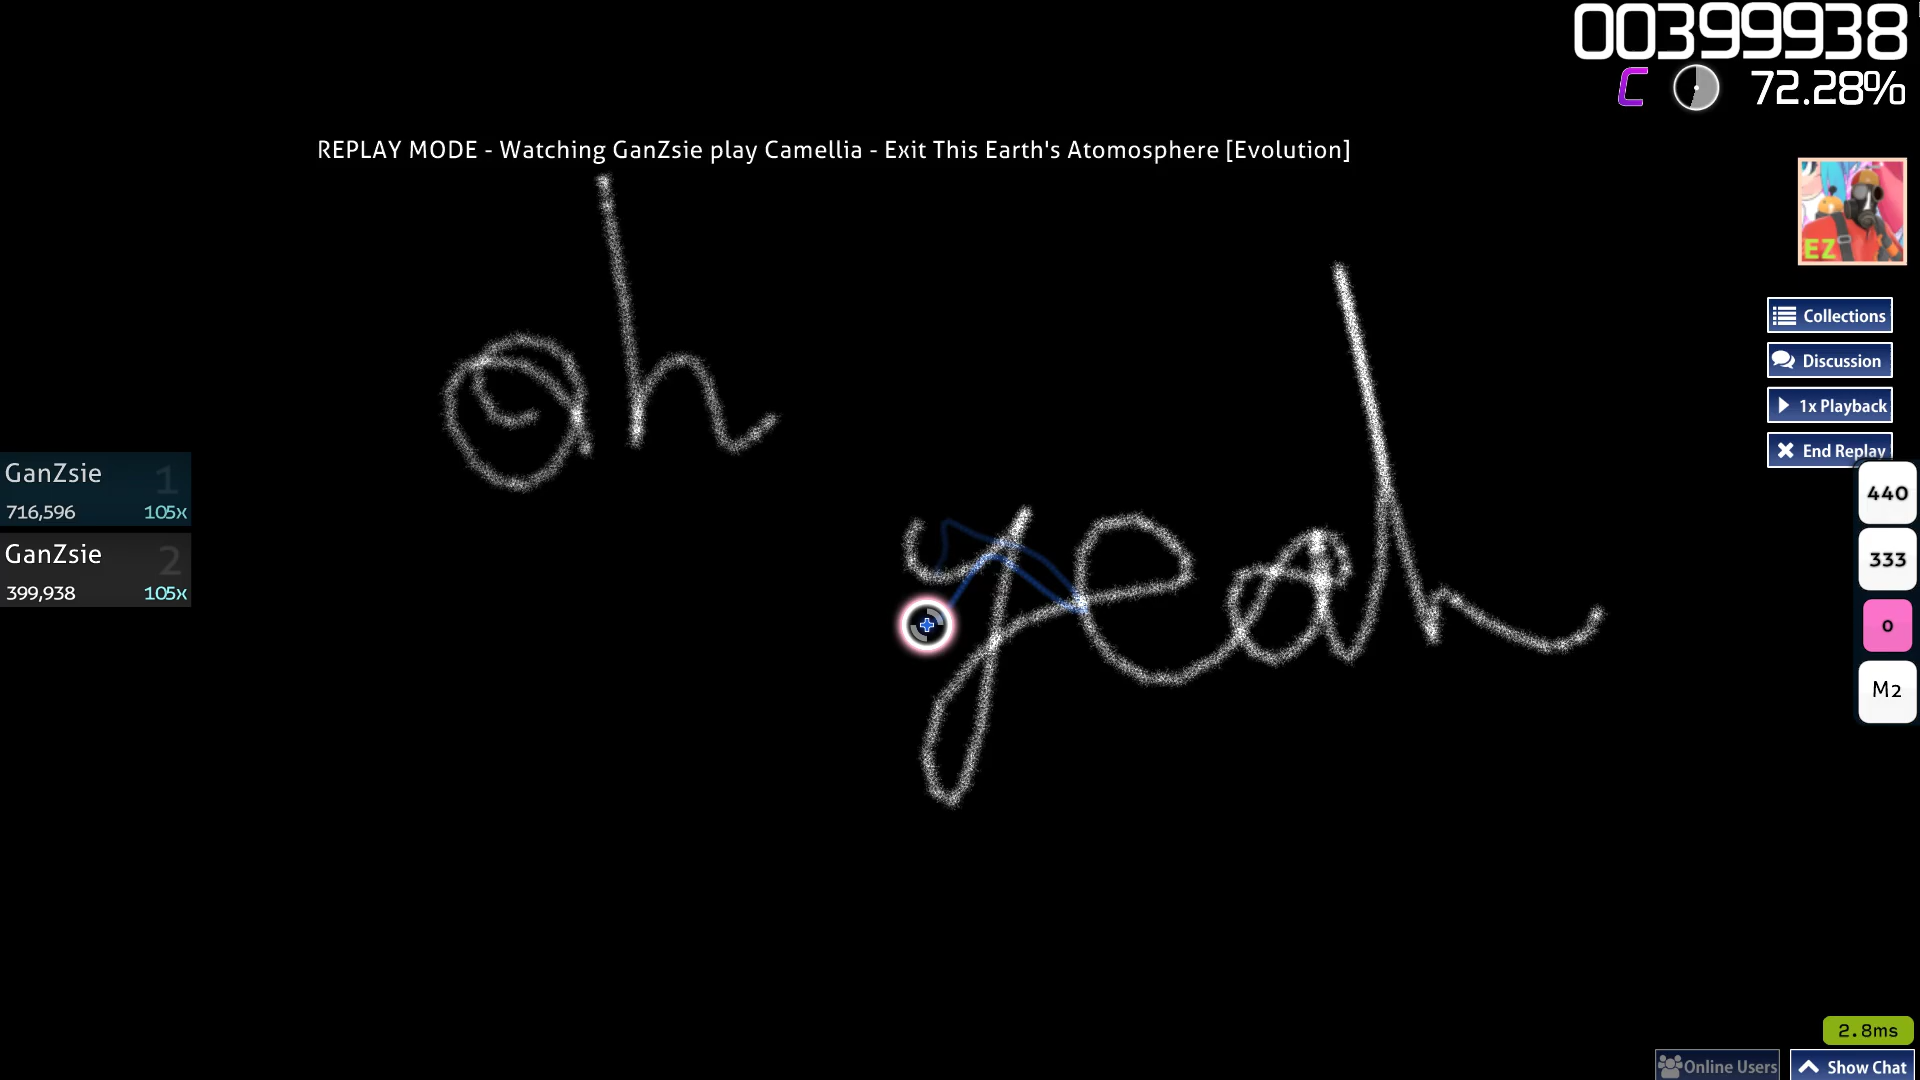 00399938
C 72.28%
REPLAY MODE - Watching GanZsie play Camellia - Exit This Earth's Atomosphere [Evolution]
EZ
oh
yeah
Collections
Discussion
1x Playback
End Replay
GanZsie 1
716,596 105x
GanZsie 2
399,938 105x
440
333
0
M2
2.8ms
Online Users
Show Chat